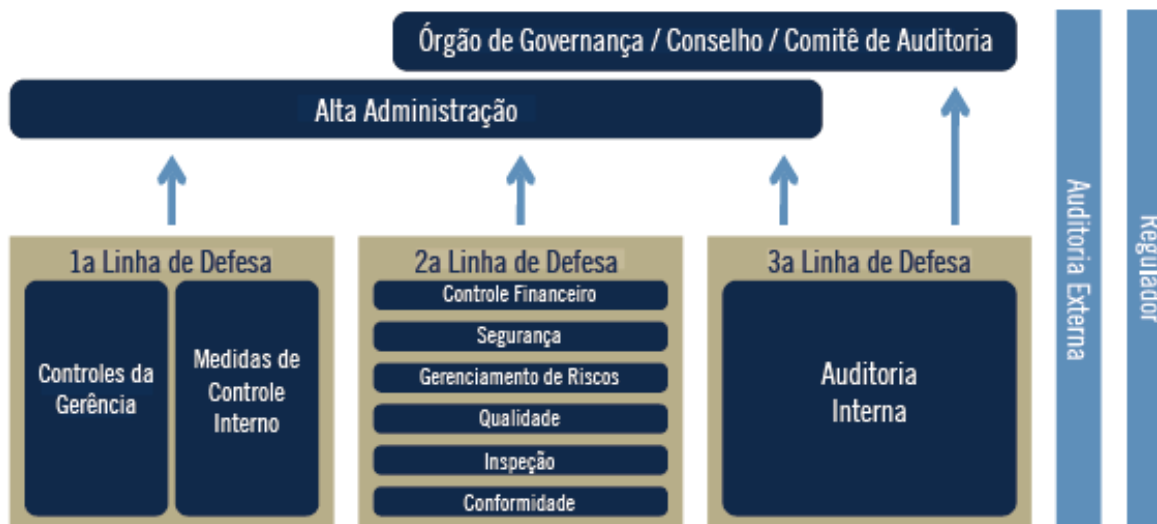 Órgão de Governança / Conselho / Comitê de Auditoria
Alta Administração
1a Linha de Defesa
Controles da
Gerência
Medidas de
Controle
Interno
2a Linha de Defesa
Controle Financeiro
Segurança
Gerenciamento de Riscos
Qualidade
Inspeção
Conformidade
3a Linha de Defesa
Auditoria
Interna
Auditoria Externa
Regulador